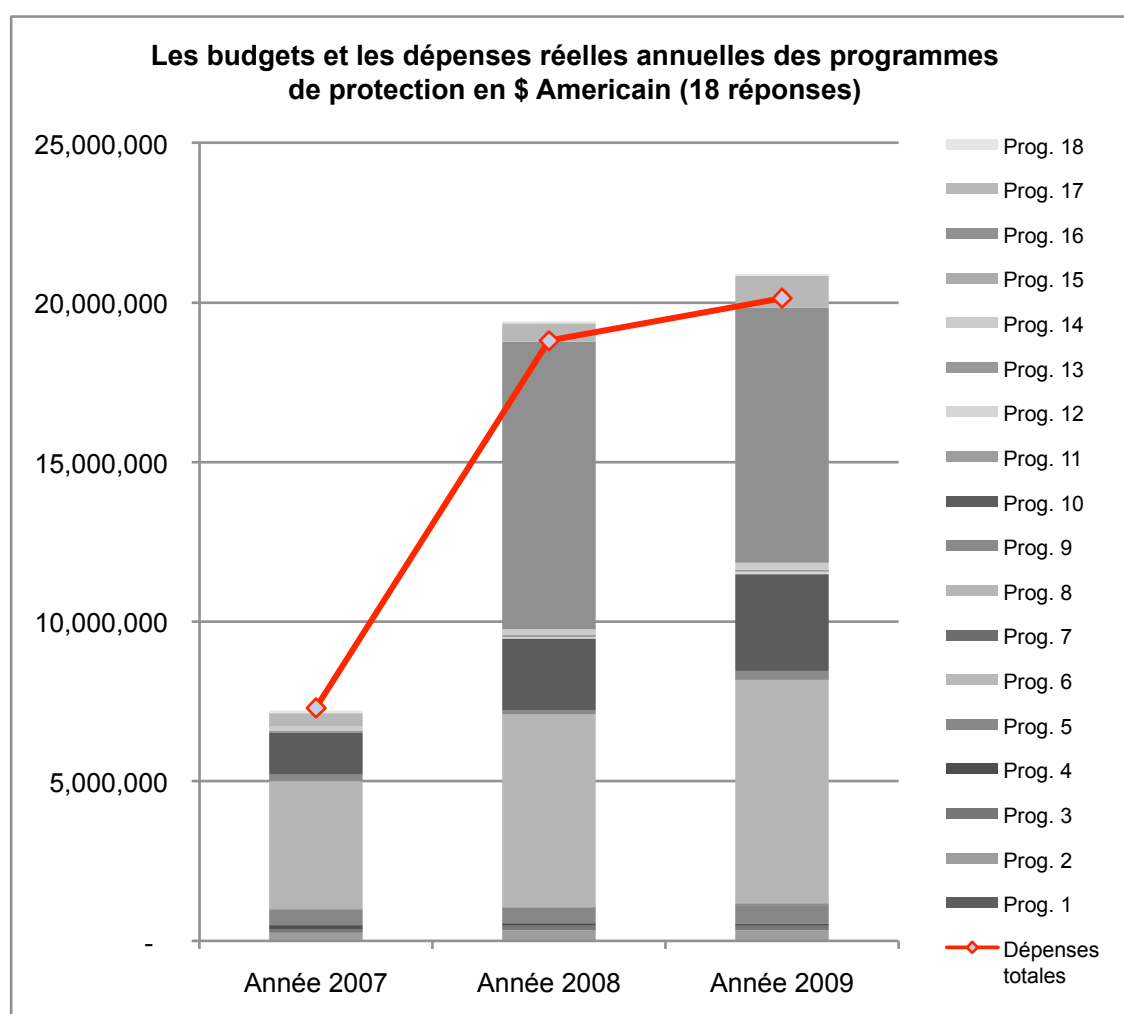 Les budgets et les dépenses réelles annuelles des programmes
de protection en $ Americain (18 réponses)
25,000,000
20,000,000
15,000,000
10,000,000
5,000,000
-
Année 2007
Année 2008
Année 2009
Prog. 18
Prog. 17
Prog. 16
Prog. 15
Prog. 14
Prog. 13
Prog. 12
Prog. 11
Prog. 10
Prog. 9
Prog. 8
Prog. 7
Prog. 6
Prog. 5
Prog. 4
Prog. 3
Prog. 2
Prog. 1
Dépenses
totales